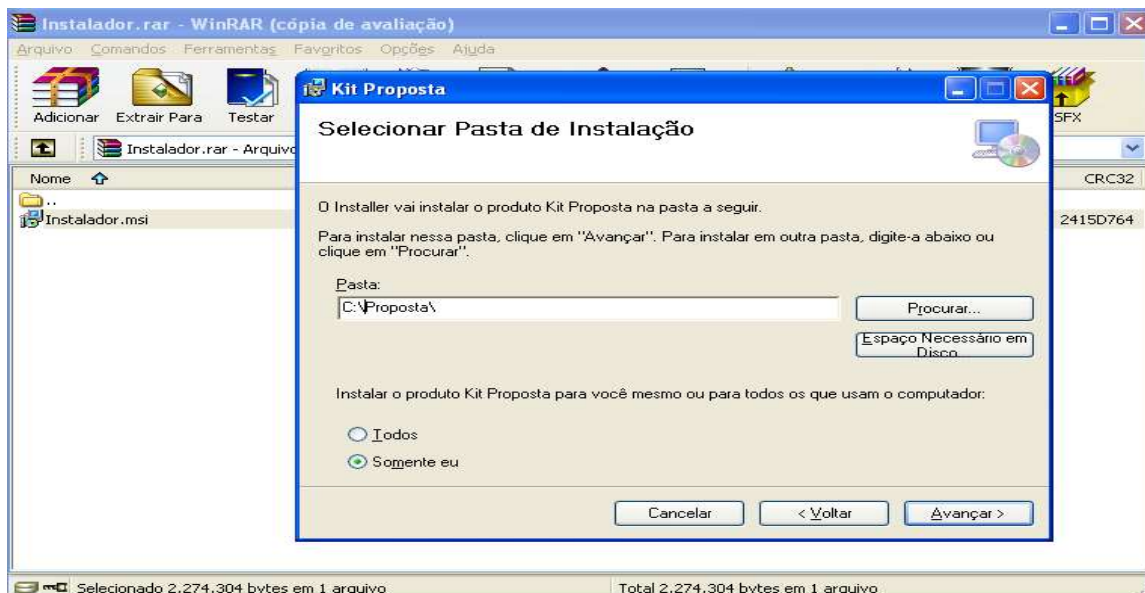 Instalador.rar - WinRAR (cópia de avaliação)
Arquivo Comandos Ferramentas Favoritos Opções Ajuda
Adicionar Extrair Para Testar SFX
Instalador.rar - Arquivo
Nome CRC32
..
Instalador.msi 2415D764
Kit Proposta
Selecionar Pasta de Instalação
O Installer vai instalar o produto Kit Proposta na pasta a seguir.
Para instalar nessa pasta, clique em "Avançar". Para instalar em outra pasta, digite-a abaixo ou
clique em "Procurar".
Pasta:
C:\Proposta\
Procurar...
Espaço Necessário em
Disco...
Instalar o produto Kit Proposta para você mesmo ou para todos os que usam o computador:
Todos
Somente eu
Cancelar < Voltar Avançar >
Selecionado 2.274.304 bytes em 1 arquivo Total 2.274.304 bytes em 1 arquivo